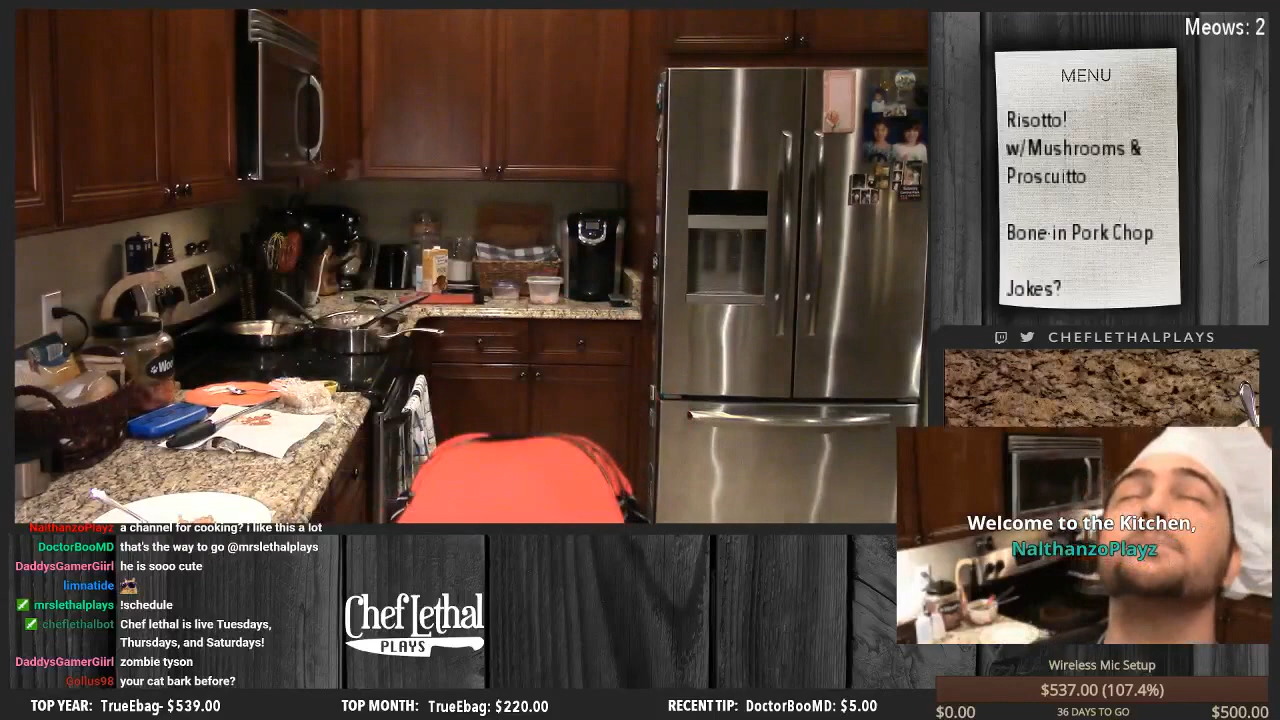 Meows: 2
MENU
Risotto!
w/Mushrooms &
Proscuitto
Bone-in Pork Chop
Jokes?
CHEFLETHALPLAYS
Woo
Welcome to the Kitchen,
NalthanzoPlayz
NalthanzoPlayz a channel for cooking? I like this a lot
DoctorBooMD that's the way to go @mrslethalplays
DaddysGamerGiirl he is sooo cute
limnatide
mrslethalplays !schedule
cheflethalbot Chef lethal is live Tuesdays,
Thursdays, and Saturdays!
DaddysGamerGiirl zombie tyson
Gollus98 your cat bark before?
Chef Lethal
PLAYS
Wireless Mic Setup
$537.00 (107.4%)
$0.00 36 DAYS TO GO $500.00
TOP YEAR: TrueEbag- $539.00 TOP MONTH: TrueEbag: $220.00 RECENT TIP: DoctorBooMD: $5.00